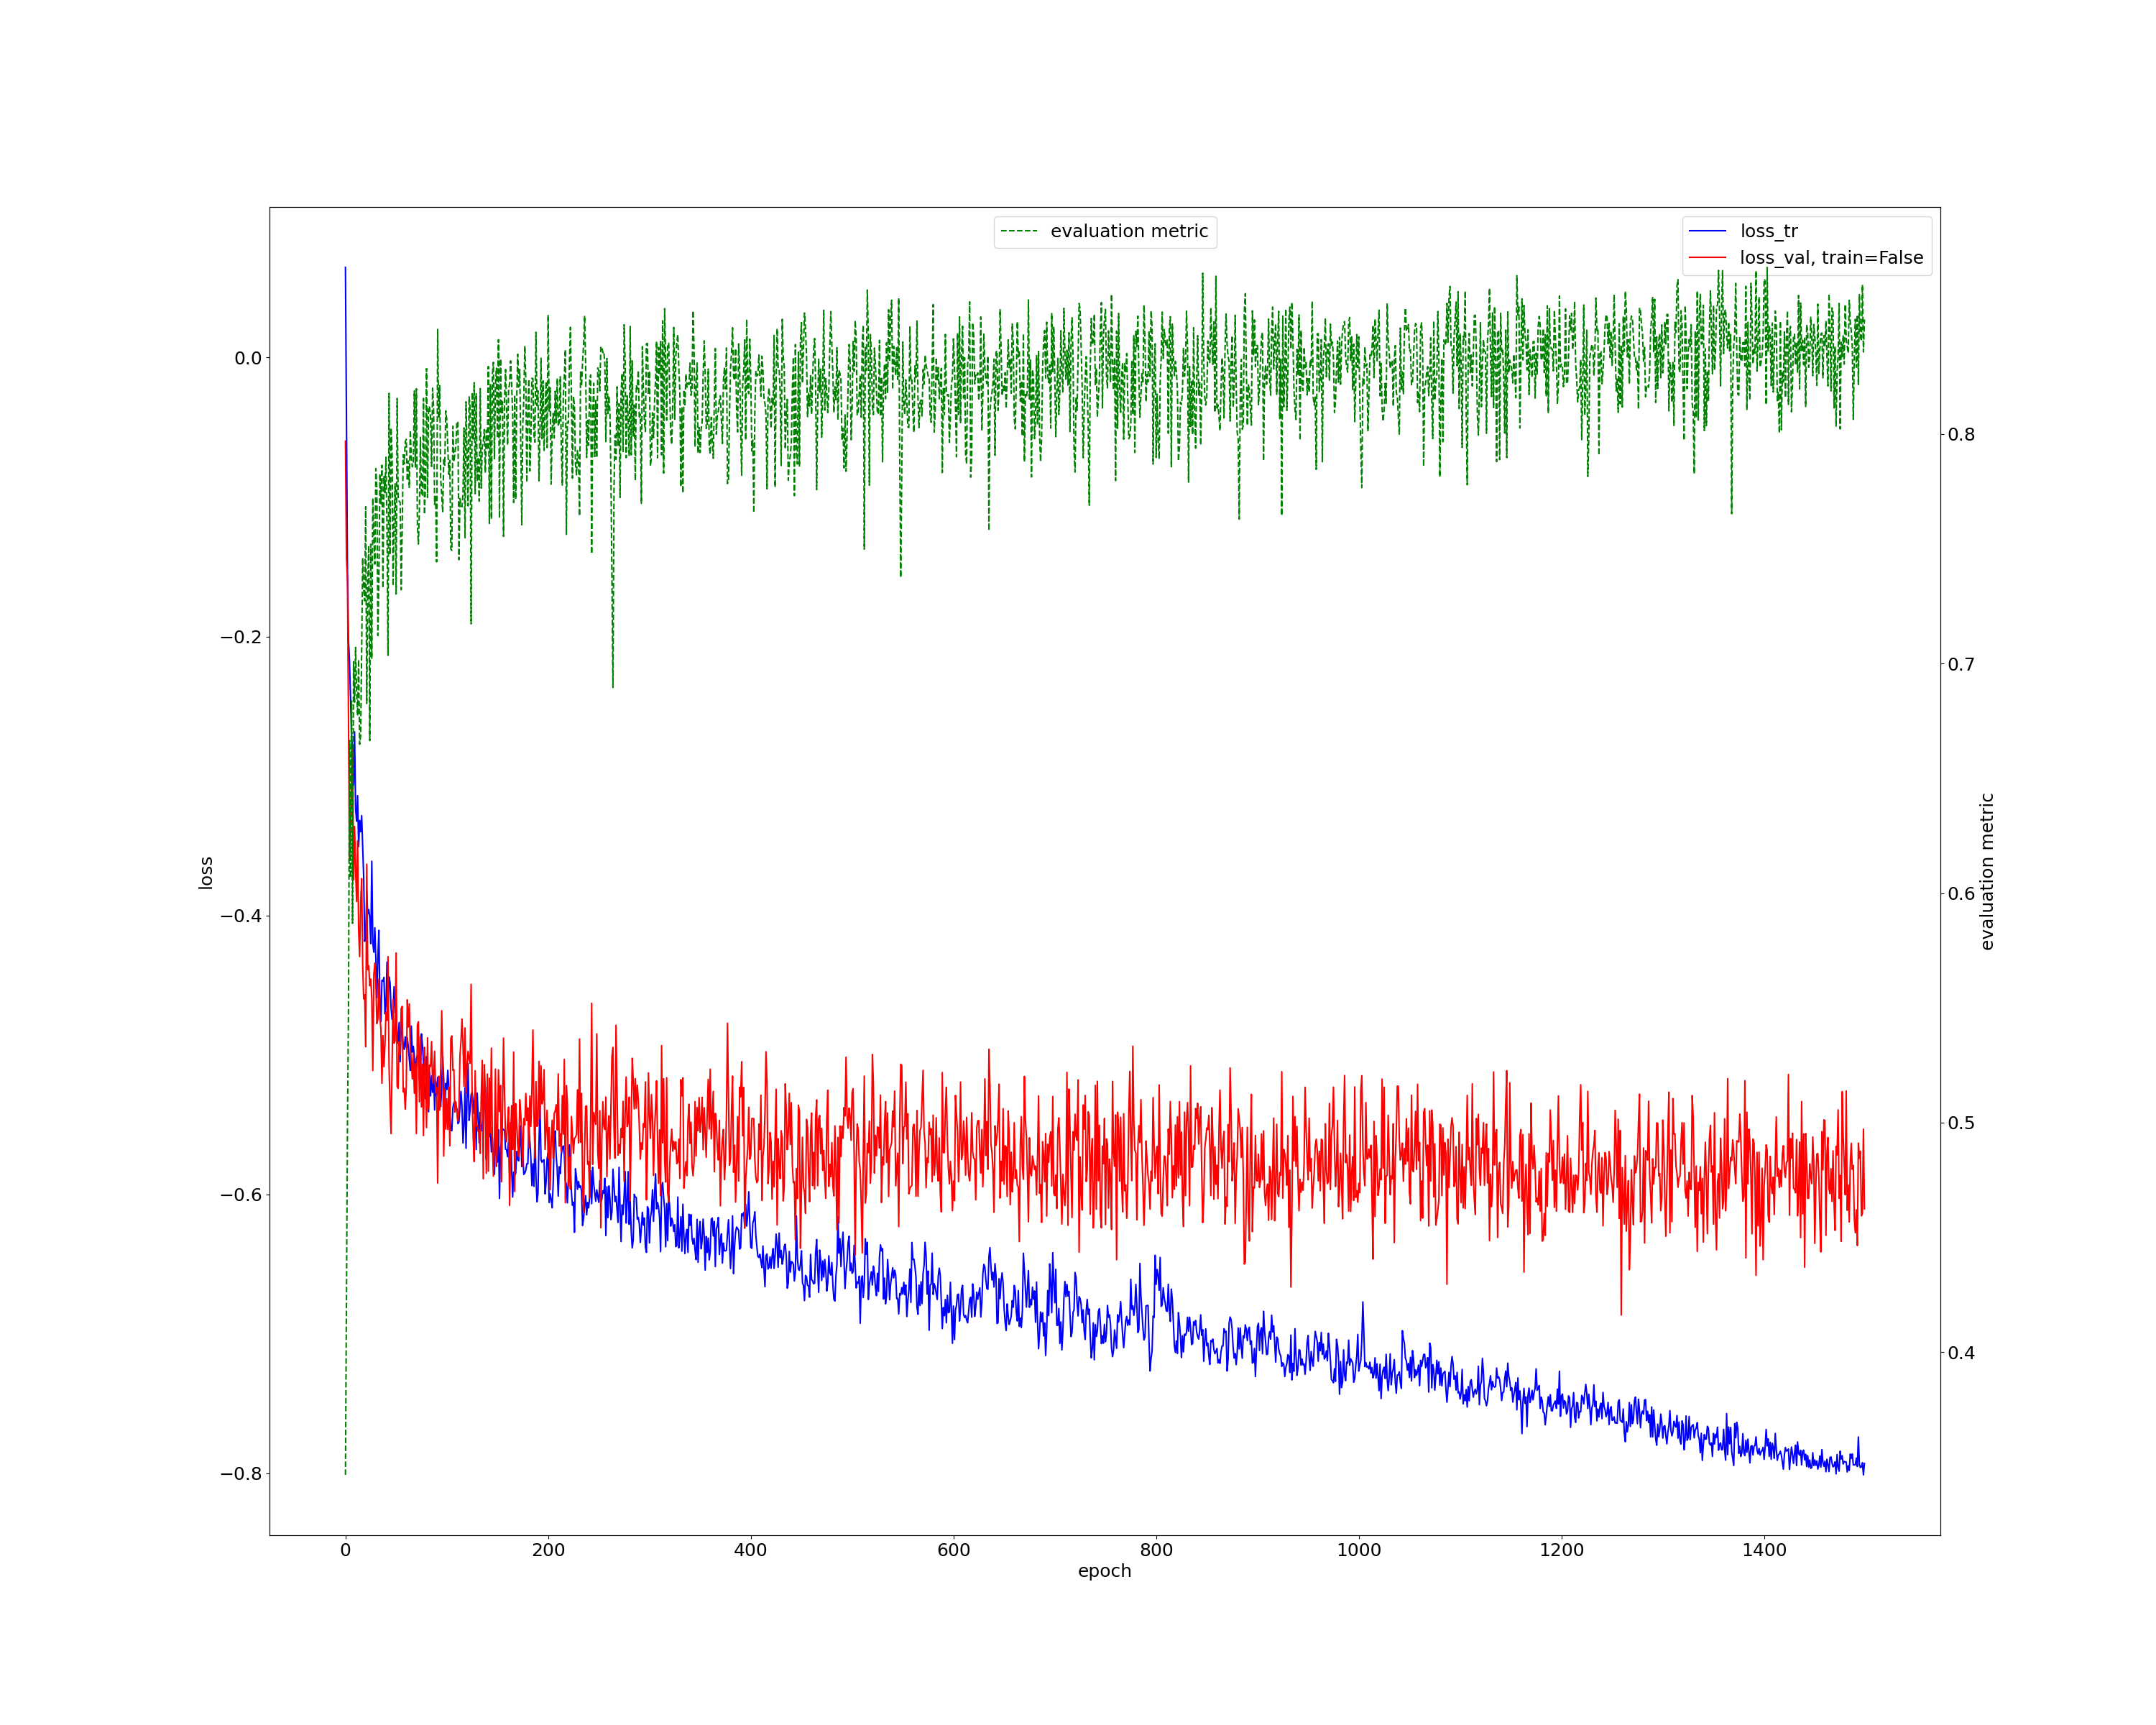 evaluation metric
loss_tr
loss_val, train=False
0.0
−0.2
−0.4
−0.6
−0.8
loss
0.8
0.7
0.6
0.5
0.4
evaluation metric
0 200 400 600 800 1000 1200 1400
epoch